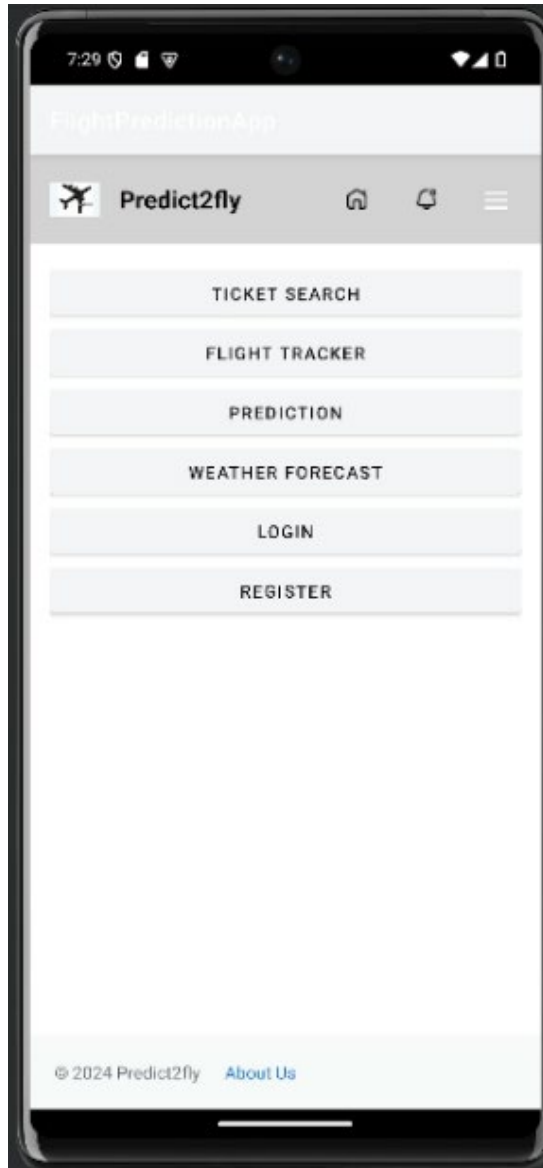 7:29
FlightPredictionApp
Predict2fly
TICKET SEARCH
FLIGHT TRACKER
PREDICTION
WEATHER FORECAST
LOGIN
REGISTER
© 2024 Predict2fly About Us